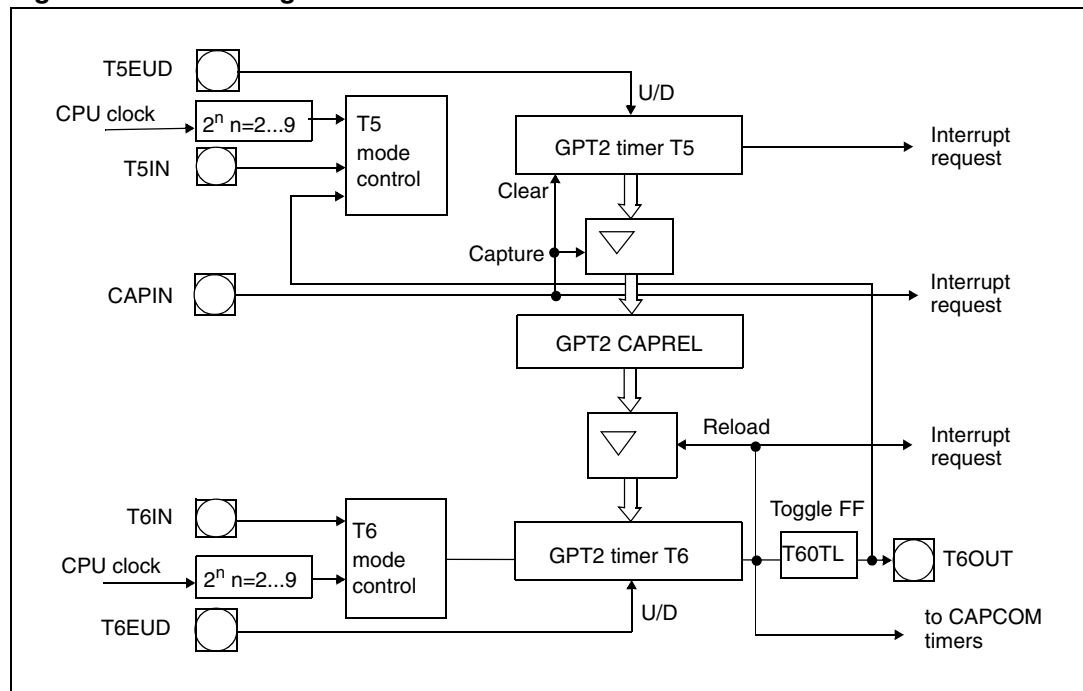 T5EUD
U/D
CPU clock
2ⁿ n=2...9
T5
mode
control
GPT2 timer T5
Interrupt
request
T5IN
Clear
Capture
CAPIN
Interrupt
request
GPT2 CAPREL
Reload
Interrupt
request
T6IN
T6
mode
control
Toggle FF
GPT2 timer T6
T60TL
T6OUT
CPU clock
2ⁿ n=2...9
U/D
T6EUD
to CAPCOM
timers